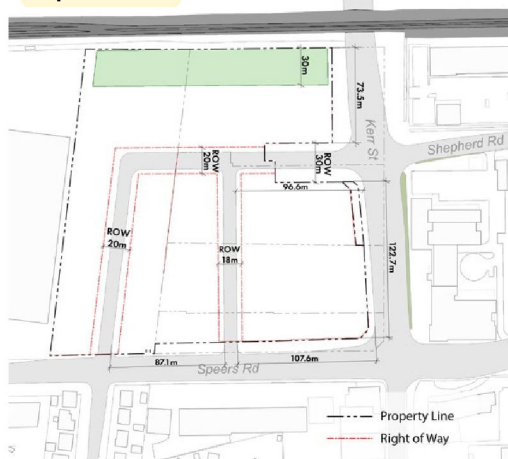 30m
73.5m
Kerr St
Shepherd Rd
ROW
20m
ROW
30m
96.6m
ROW
20m
ROW
18m
122.7m
87.1m
107.6m
Speers Rd
Property Line
Right of Way